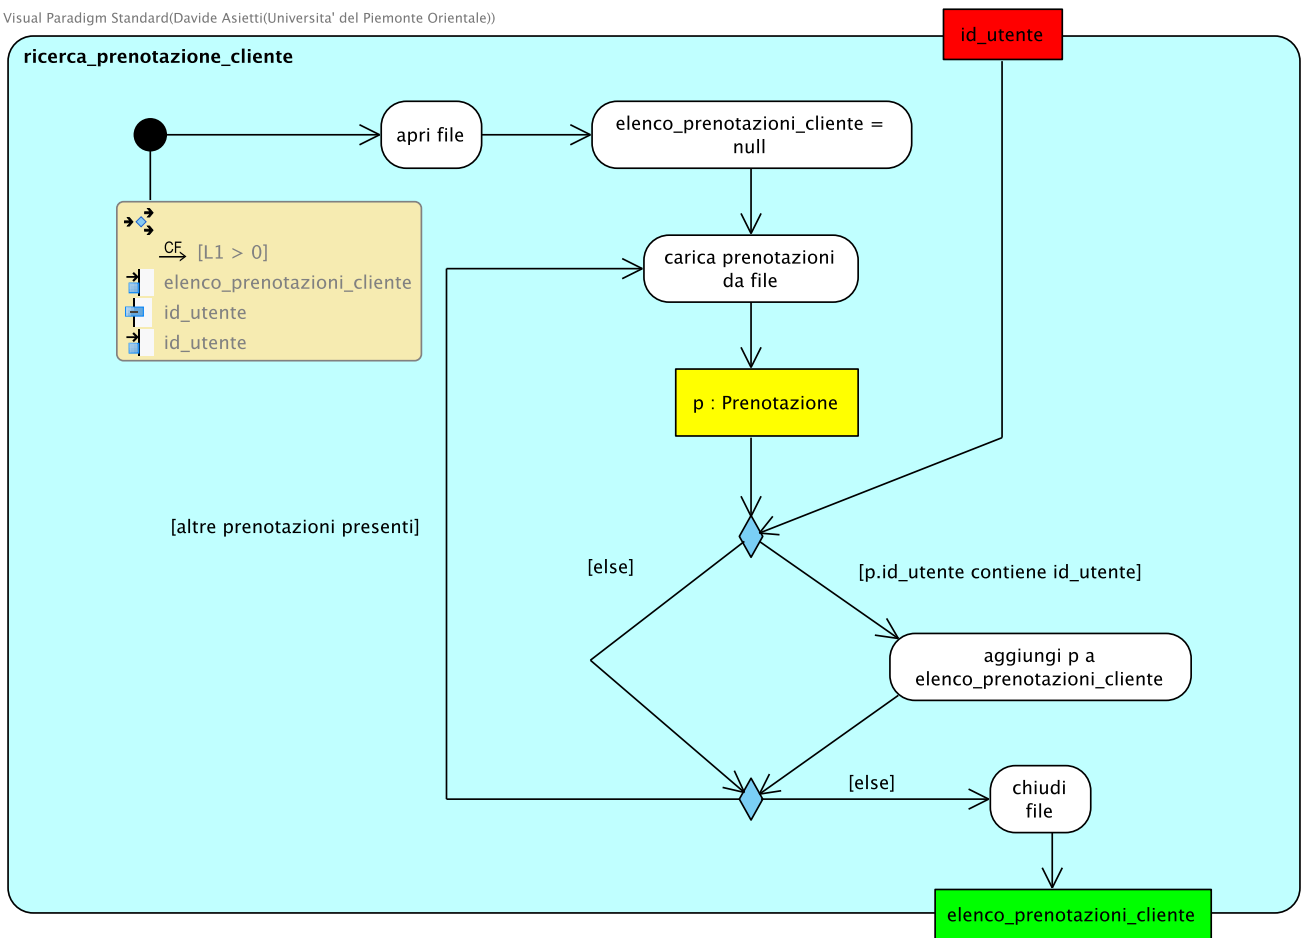 Visual Paradigm Standard(Davide Asietti(Universita' del Piemonte Orientale))
id_utente
ricerca_prenotazione_cliente
apri file
elenco_prenotazioni_cliente =
null
CF
[L1 > 0]
elenco_prenotazioni_cliente
id_utente
id_utente
carica prenotazioni
da file
p : Prenotazione
[altre prenotazioni presenti]
[else]
[p.id_utente contiene id_utente]
aggiungi p a
elenco_prenotazioni_cliente
[else]
chiudi
file
elenco_prenotazioni_cliente